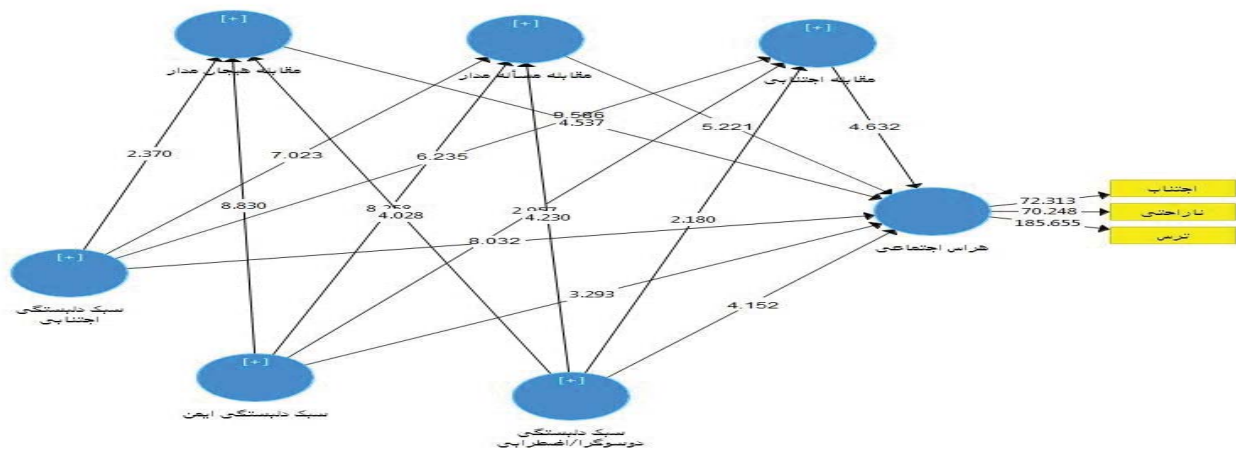 [+]
[+]
[+]
مقابله هیجان مدار
مقابله مسأله مدار
مقابله اجتنابی
4.537
5.221
4.632
2.370
7.023
6.235
8.830
4.028
4.230
2.180
72.313
اجتناب
70.248
ناراحتی
185.655
ترس
هراس اجتماعی
8.032
[+]
سبک دلبستگی
اجتنابی
3.293
4.152
[+]
سبک دلبستگی ایمن
[+]
سبک دلبستگی
دوسوگرا/اضطرابی